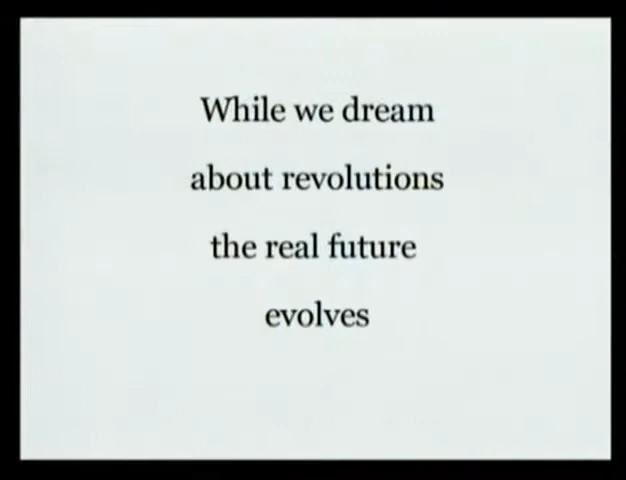 While we dream
about revolutions
the real future
evolves